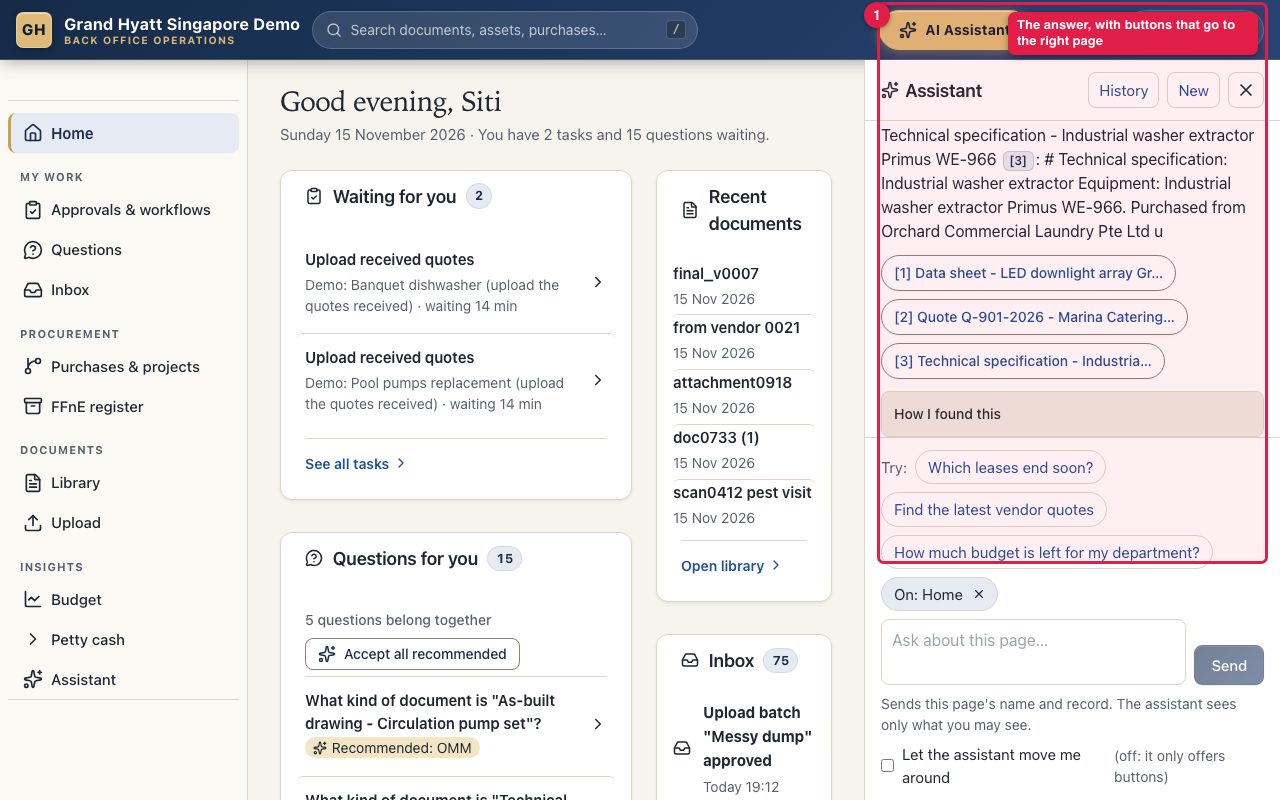 GH
Grand Hyatt Singapore Demo
BACK OFFICE OPERATIONS
Search documents, assets, purchases...
/
1
AI Assistant
The answer, with buttons that go to
the right page
Home
MY WORK
Approvals & workflows
Questions
Inbox
PROCUREMENT
Purchases & projects
FFnE register
DOCUMENTS
Library
Upload
INSIGHTS
Budget
Petty cash
Assistant
Good evening, Siti
Sunday 15 November 2026 · You have 2 tasks and 15 questions waiting.
Waiting for you 2
Upload received quotes
Demo: Banquet dishwasher (upload the
quotes received) · waiting 14 min
Upload received quotes
Demo: Pool pumps replacement (upload
the quotes received) · waiting 14 min
See all tasks
Questions for you 15
5 questions belong together
Accept all recommended
What kind of document is "As-built
drawing - Circulation pump set"?
Recommended: OMM
What kind of document is "Technical
Recent
documents
final_v0007
15 Nov 2026
from vendor 0021
15 Nov 2026
attachment0918
15 Nov 2026
doc0733 (1)
15 Nov 2026
scan0412 pest visit
15 Nov 2026
Open library
Inbox 75
Upload batch
"Messy dump"
approved
Today 19:12
Assistant
History
New
Technical specification - Industrial washer extractor
Primus WE-966 [3] : # Technical specification:
Industrial washer extractor Equipment: Industrial
washer extractor Primus WE-966. Purchased from
Orchard Commercial Laundry Pte Ltd u
[1] Data sheet - LED downlight array Gr...
[2] Quote Q-901-2026 - Marina Catering...
[3] Technical specification - Industria...
How I found this
Try: Which leases end soon?
Find the latest vendor quotes
How much budget is left for my department?
On: Home ×
Ask about this page...
Send
Sends this page's name and record. The assistant sees
only what you may see.
Let the assistant move me
around
(off: it only offers
buttons)